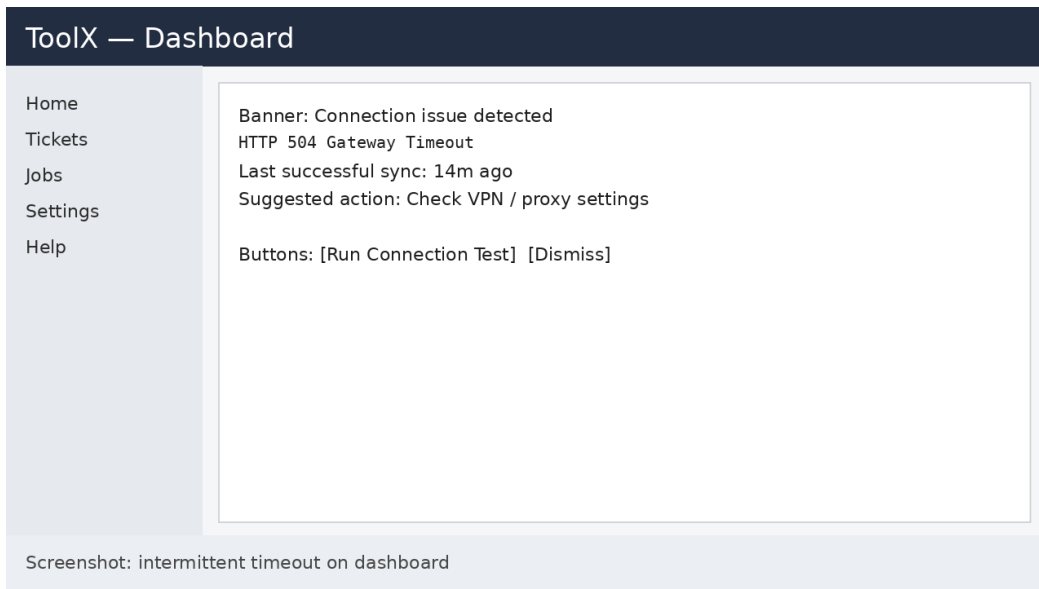 ToolX — Dashboard
Home
Tickets
Jobs
Settings
Help
Banner: Connection issue detected
HTTP 504 Gateway Timeout
Last successful sync: 14m ago
Suggested action: Check VPN / proxy settings
Buttons: [Run Connection Test]  [Dismiss]
Screenshot: intermittent timeout on dashboard